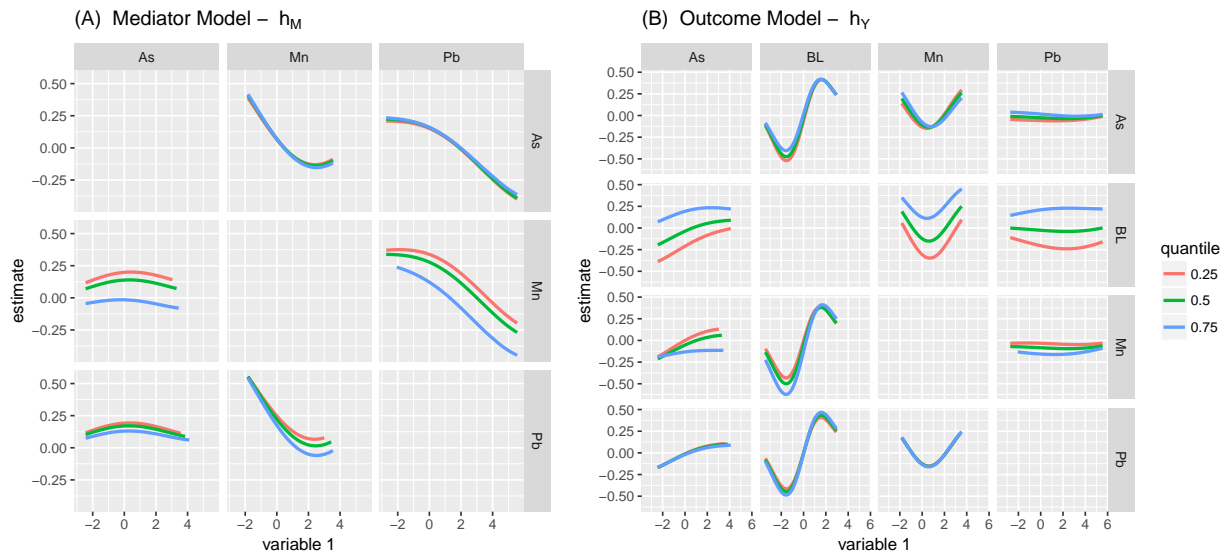 (A) Mediator Model − h_M
As Mn Pb
0.50
0.25
0.00
−0.25
As
0.50
0.25
0.00
−0.25
Mn
0.50
0.25
0.00
−0.25
Pb
−2 0 2 4 −2 0 2 4 −2 0 2 4
estimate
variable 1
(B) Outcome Model − h_Y
As BL Mn Pb
0.50
0.25
0.00
−0.25
−0.50
As
0.50
0.25
0.00
−0.25
−0.50
BL
0.50
0.25
0.00
−0.25
−0.50
Mn
0.50
0.25
0.00
−0.25
−0.50
Pb
−2 0 2 4 6 −2 0 2 4 6 −2 0 2 4 6 −2 0 2 4 6
estimate
variable 1
quantile
0.25
0.5
0.75